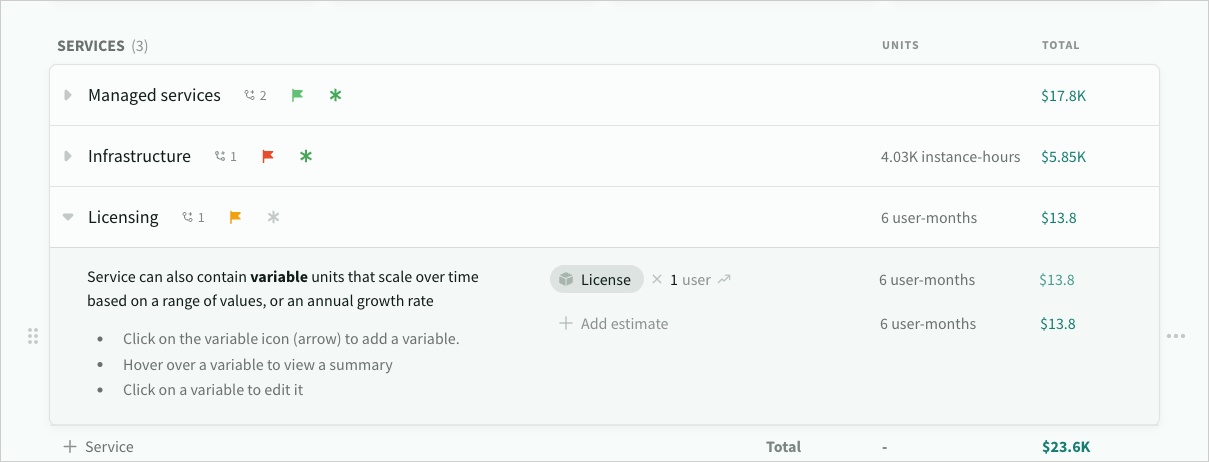 SERVICES (3) UNITS TOTAL
Managed services 2 $17.8K
Infrastructure 1 4.03K instance-hours $5.85K
Licensing 1 6 user-months $13.8
Service can also contain variable units that scale over time
based on a range of values, or an annual growth rate
License × 1 user 6 user-months $13.8
+ Add estimate 6 user-months $13.8
• Click on the variable icon (arrow) to add a variable.
• Hover over a variable to view a summary
• Click on a variable to edit it
+ Service Total - $23.6K